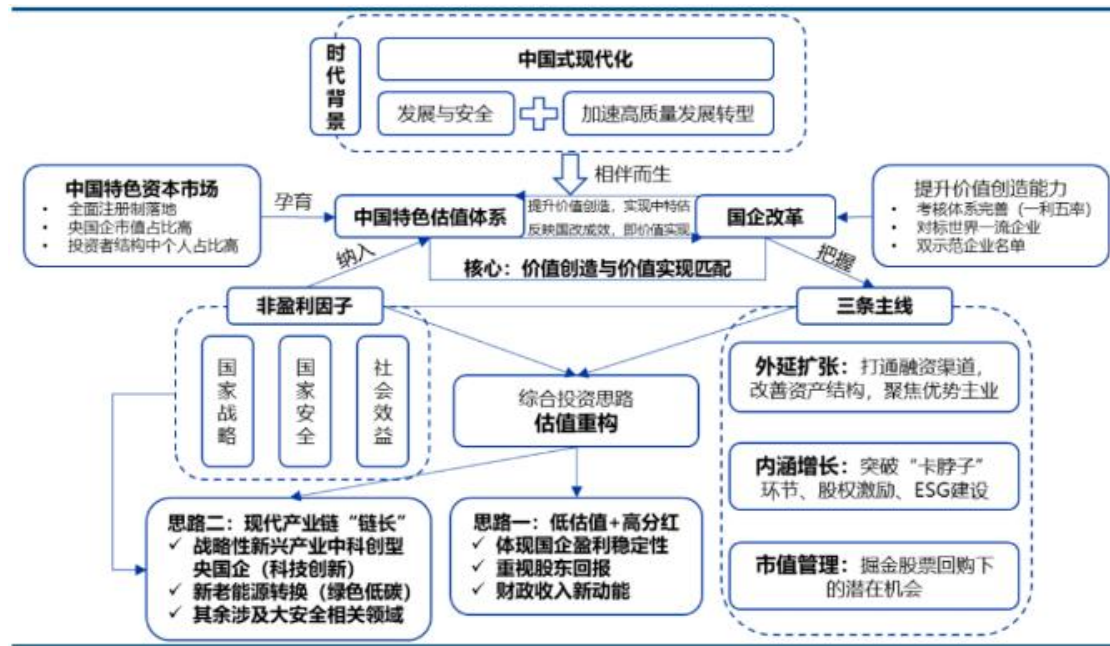 时代背景
中国式现代化
发展与安全
加速高质量发展转型
相伴而生
中国特色资本市场
• 全面注册制落地
• 央国企市值占比高
• 投资者结构中个人占比高
孕育
中国特色估值体系
提升价值创造，实现中特估
反映国改成效，即价值实现
国企改革
提升价值创造能力
• 考核体系完善（一利五率）
• 对标世界一流企业
• 双示范企业名单
纳入
核心：价值创造与价值实现匹配
把握
非盈利因子
国家战略
国家安全
社会效益
三条主线
外延扩张：打通融资渠道，
改善资产结构，聚焦优势主业
内涵增长：突破“卡脖子”
环节、股权激励、ESG建设
市值管理：掘金股票回购下
的潜在机会
综合投资思路
估值重构
思路二：现代产业链“链长”
✓ 战略性新兴产业中科创型
央国企（科技创新）
✓ 新老能源转换（绿色低碳）
✓ 其余涉及大安全相关领域
思路一：低估值+高分红
✓ 体现国企盈利稳定性
✓ 重视股东回报
✓ 财政收入新动能